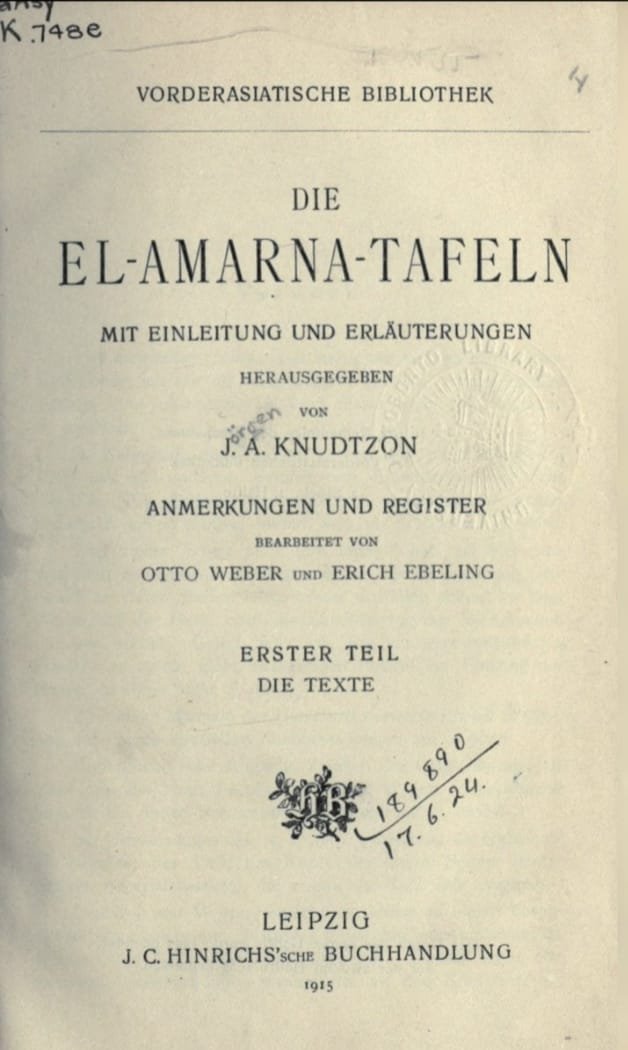 K .748e
VORDERASIATISCHE BIBLIOTHEK
DIE
EL-AMARNA-TAFELN
MIT EINLEITUNG UND ERLÄUTERUNGEN
HERAUSGEGEBEN
VON
örgen
J. A. KNUDTZON
ANMERKUNGEN UND REGISTER
BEARBEITET VON
OTTO WEBER UND ERICH EBELING
ERSTER TEIL
DIE TEXTE
189890
17.6.24.
LEIPZIG
J. C. HINRICHS'SCHE BUCHHANDLUNG
1915